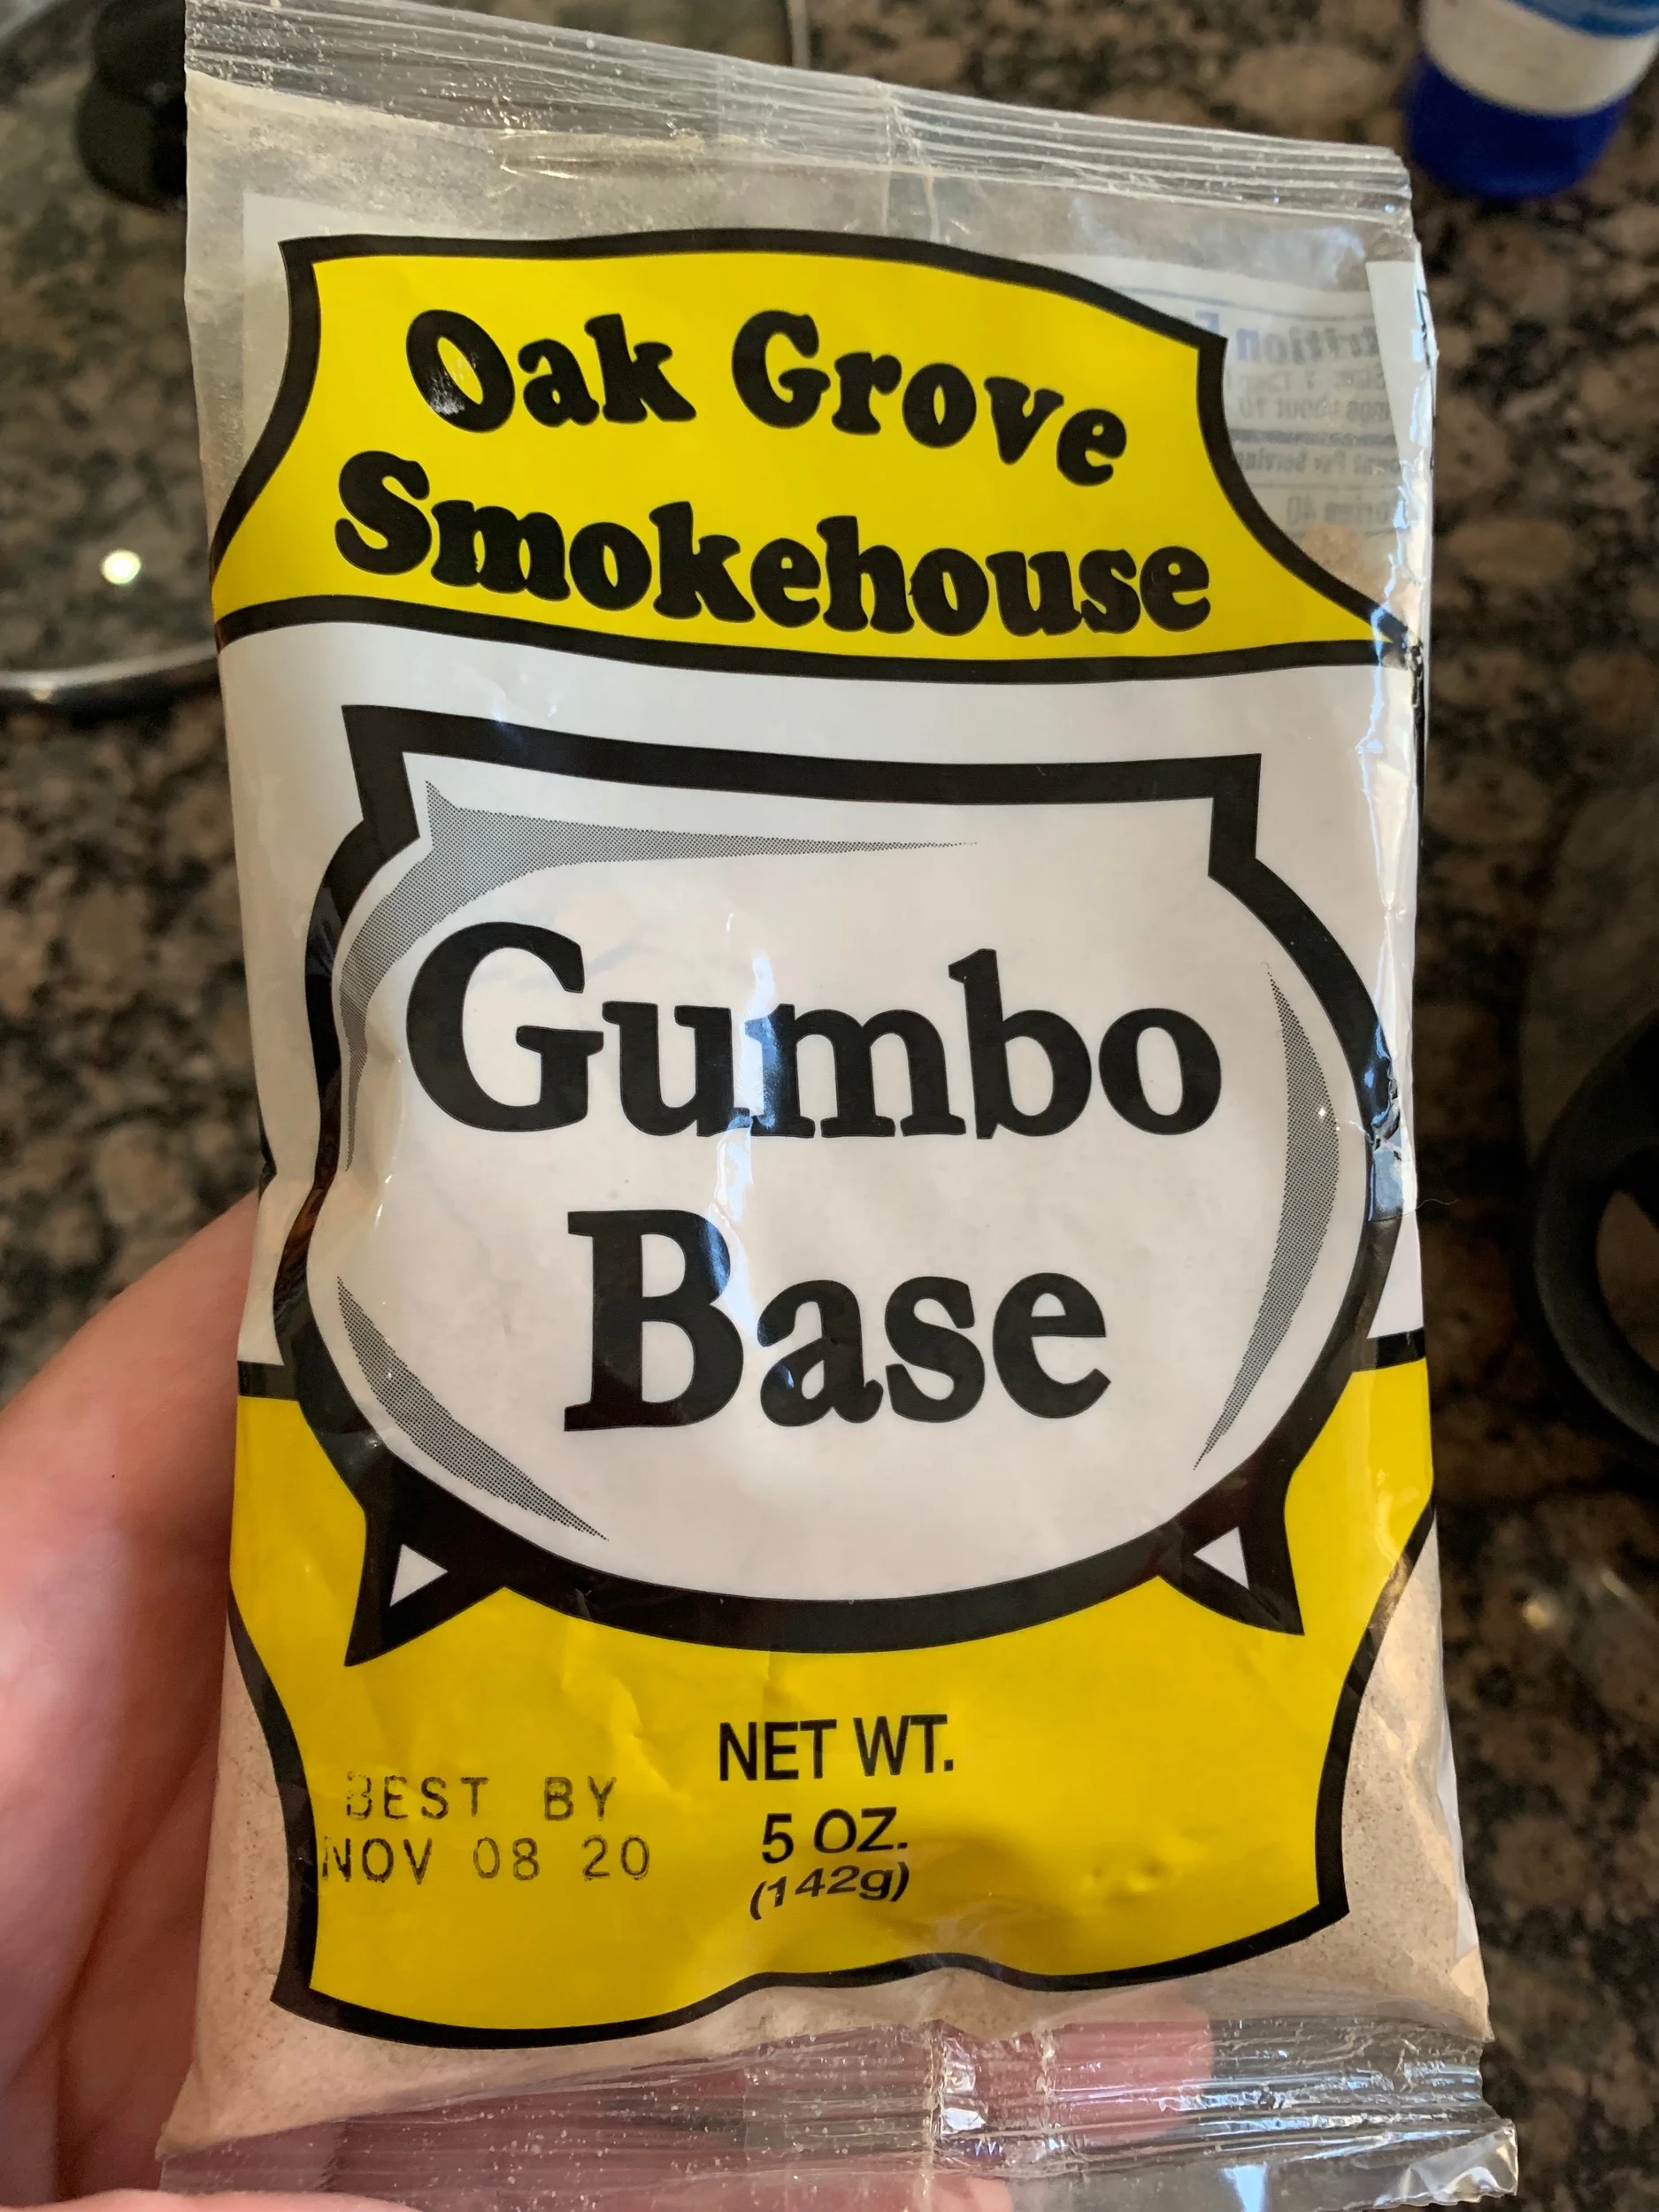 Oak Grove
Smokehouse
Gumbo
Base
NET WT.
5 OZ.
(142g)
BEST BY
NOV 08 20